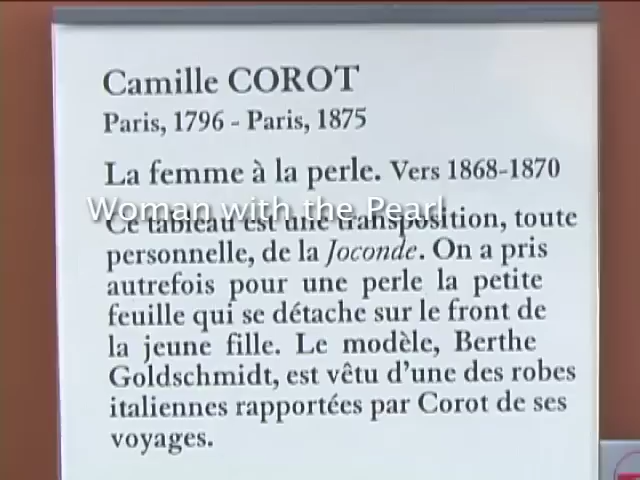 Camille COROT
Paris, 1796 - Paris, 1875
La femme à la perle. Vers 1868-1870
Woman with the Pearl
Ce tableau est une transposition, toute
personnelle, de la Joconde. On a pris
autrefois pour une perle la petite
feuille qui se détache sur le front de
la jeune fille. Le modèle, Berthe
Goldschmidt, est vêtu d'une des robes
italiennes rapportées par Corot de ses
voyages.